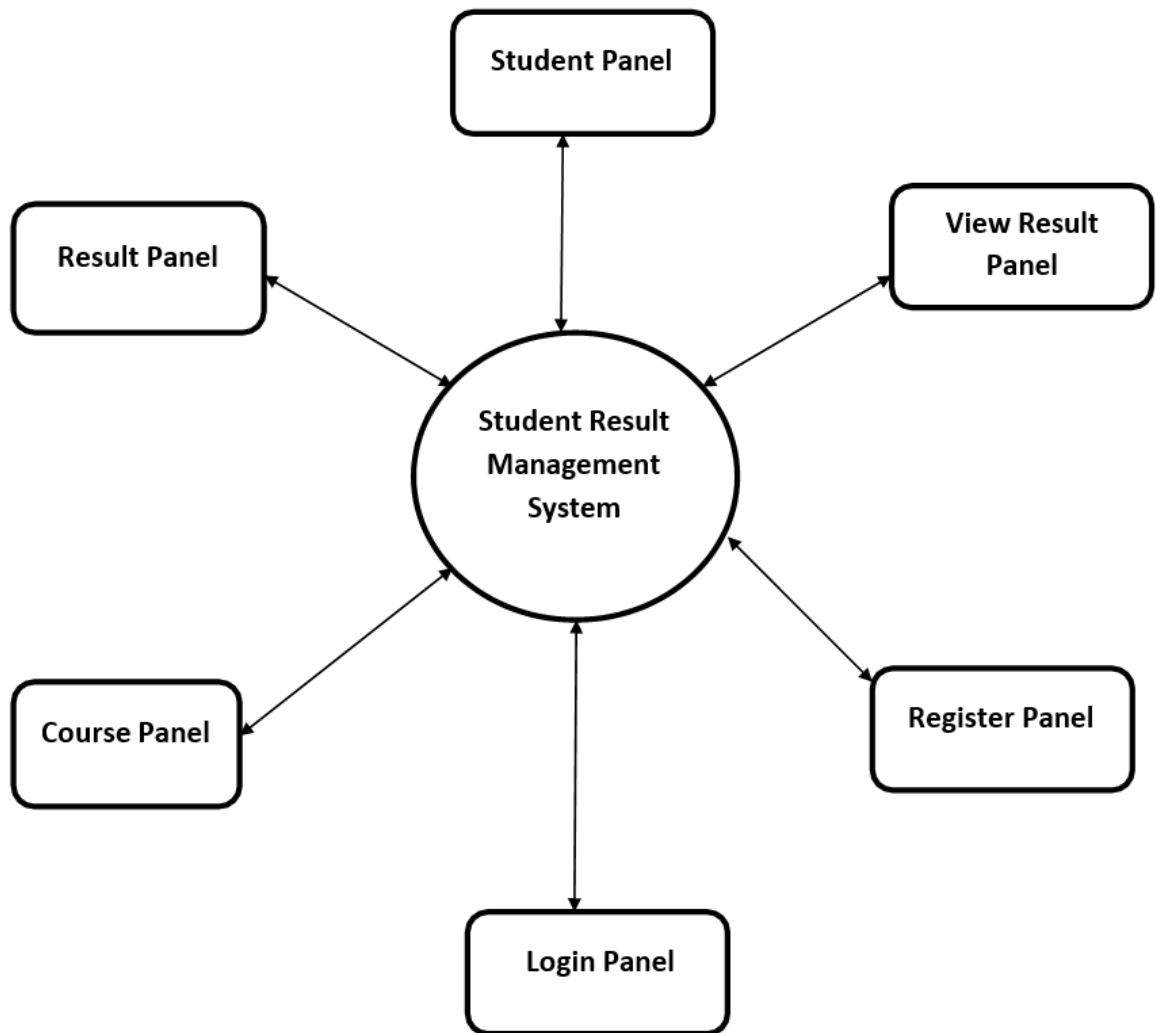 Student Panel
View Result
Panel
Result Panel
Student Result
Management
System
Register Panel
Course Panel
Login Panel